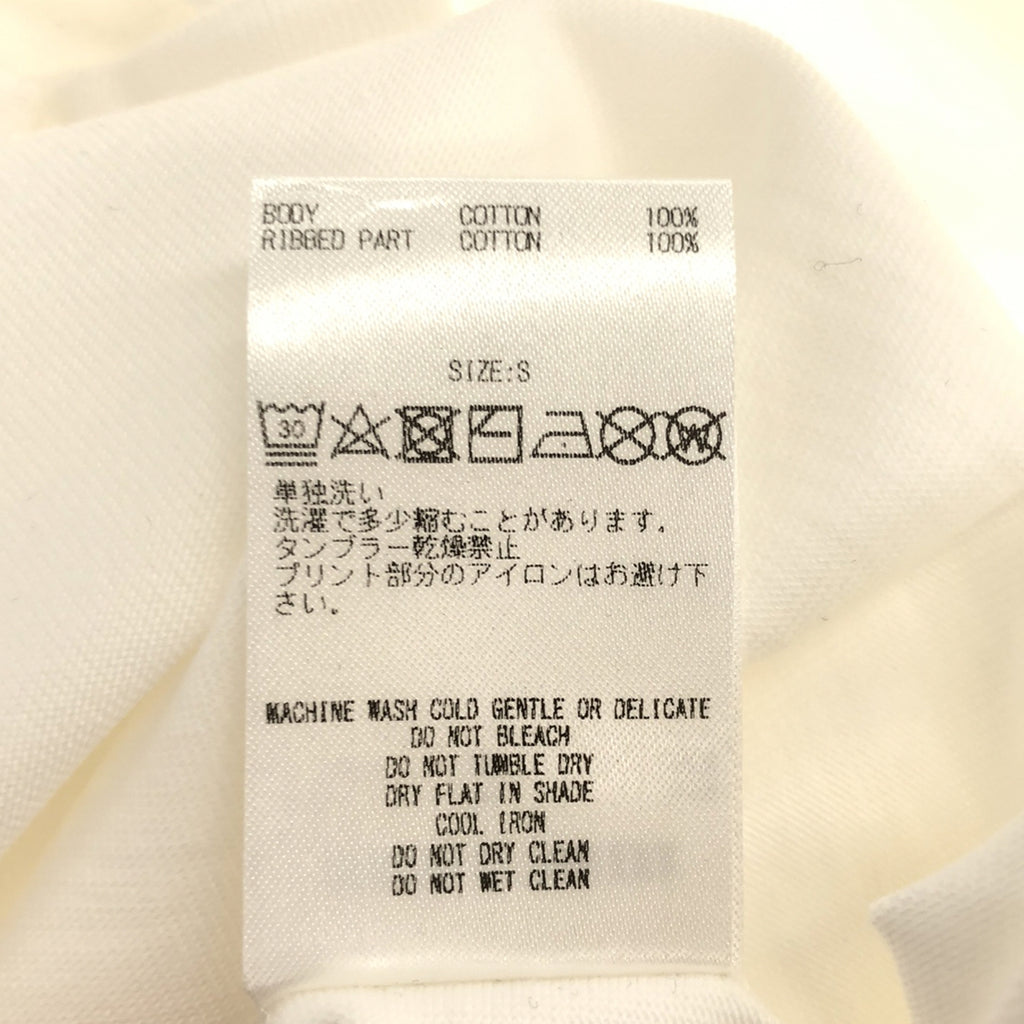 BODY COTTON 100%
RIBBED PART COTTON 100%
SIZE:S
30 W
単独洗い
洗濯で多少縮むことがあります。
タンブラー乾燥禁止
プリント部分のアイロンはお避け下
さい。
MACHINE WASH COLD GENTLE OR DELICATE
DO NOT BLEACH
DO NOT TUMBLE DRY
DRY FLAT IN SHADE
COOL IRON
DO NOT DRY CLEAN
DO NOT WET CLEAN